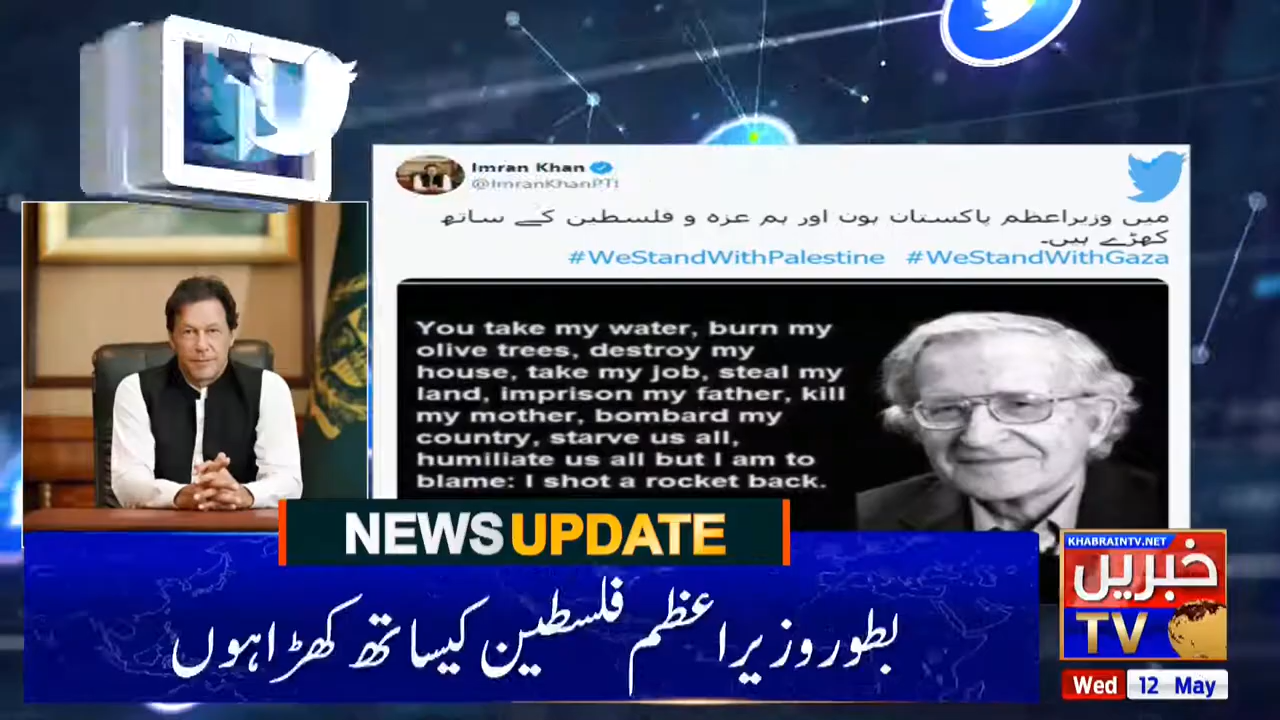 Imran Khan
@ImranKhanPTI
میں وزیراعظم پاکستان ہوں اور ہم غزہ و فلسطین کے ساتھ
کھڑے ہیں۔
#WeStandWithPalestine #WeStandWithGaza
You take my water, burn my
olive trees, destroy my
house, take my job, steal my
land, imprison my father, kill
my mother, bombard my
country, starve us all,
humiliate us all but I am to
blame: I shot a rocket back.
NEWS UPDATE
بطور وزیراعظم فلسطین کیساتھ کھڑا ہوں
KHABRAINTV.NET
خبریں
TV
Wed 12 May